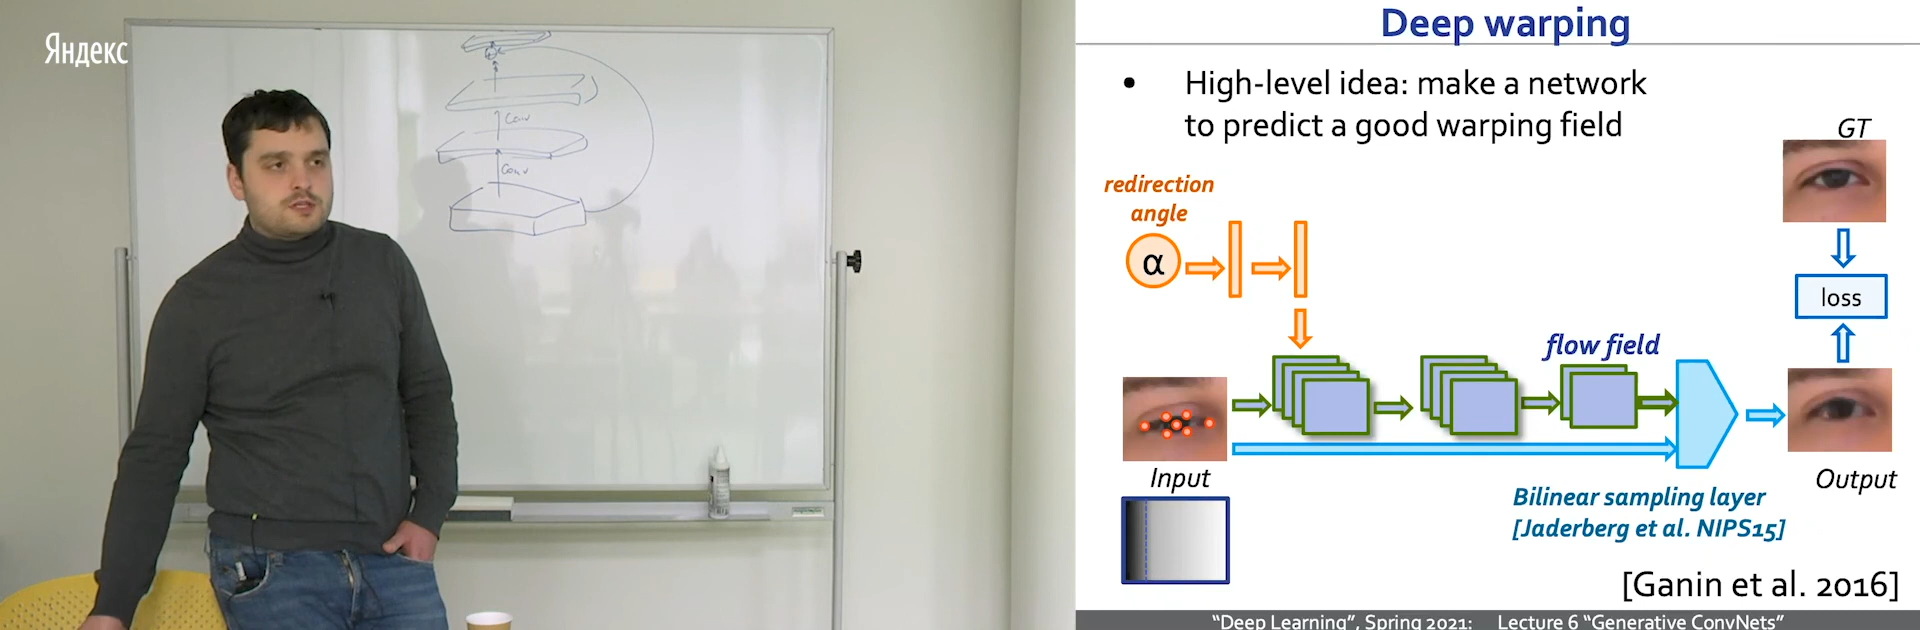 Яндекс
Conv
Conv
Deep warping
• High-level idea: make a network
to predict a good warping field
GT
redirection
angle
α
loss
flow field
Input
Output
Bilinear sampling layer
[Jaderberg et al. NIPS15]
[Ganin et al. 2016]
“Deep Learning”, Spring 2021: Lecture 6 “Generative ConvNets”